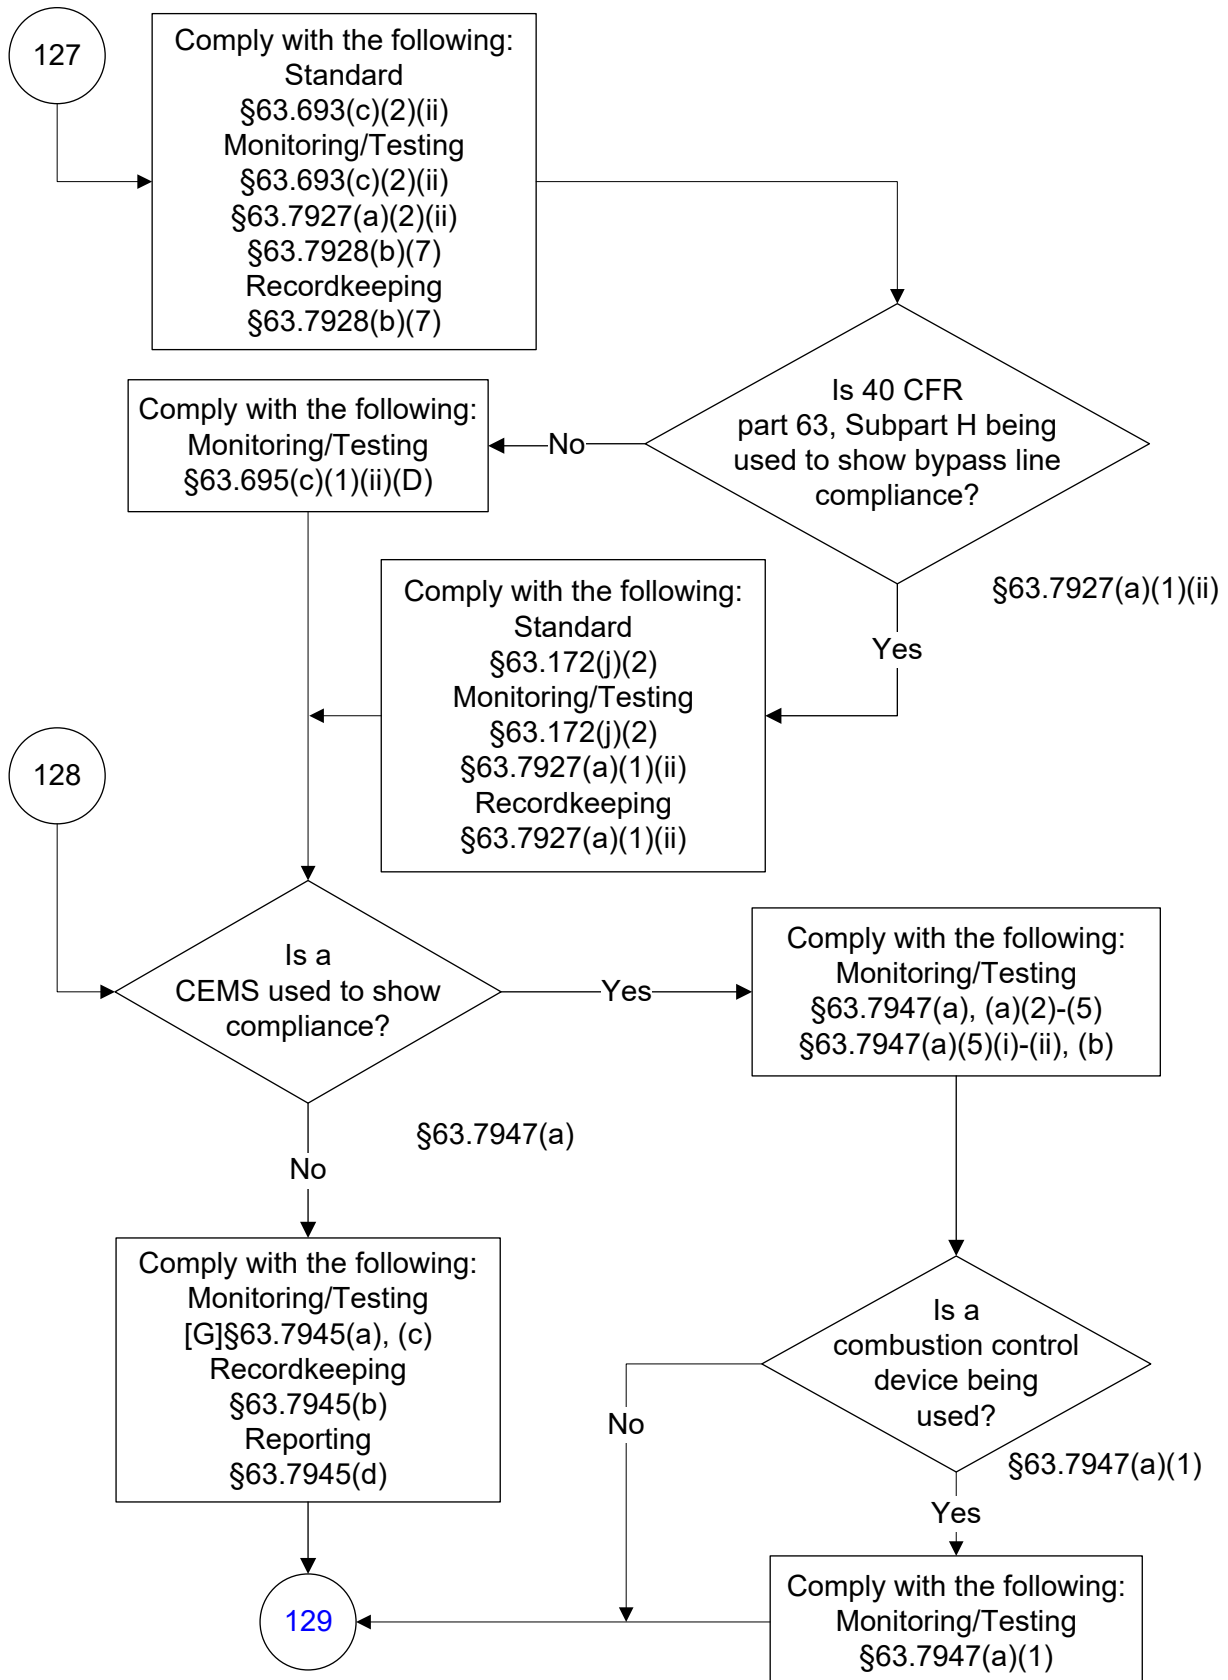 127
Comply with the following:
Standard
§63.693(c)(2)(ii)
Monitoring/Testing
§63.693(c)(2)(ii)
§63.7927(a)(2)(ii)
§63.7928(b)(7)
Recordkeeping
§63.7928(b)(7)
Is 40 CFR
part 63, Subpart H being
used to show bypass line
compliance?
§63.7927(a)(1)(ii)
No
Comply with the following:
Monitoring/Testing
§63.695(c)(1)(ii)(D)
Yes
Comply with the following:
Standard
§63.172(j)(2)
Monitoring/Testing
§63.172(j)(2)
§63.7927(a)(1)(ii)
Recordkeeping
§63.7927(a)(1)(ii)
128
Is a
CEMS used to show
compliance?
§63.7947(a)
Yes
Comply with the following:
Monitoring/Testing
§63.7947(a), (a)(2)-(5)
§63.7947(a)(5)(i)-(ii), (b)
No
Comply with the following:
Monitoring/Testing
[G]§63.7945(a), (c)
Recordkeeping
§63.7945(b)
Reporting
§63.7945(d)
Is a
combustion control
device being
used?
§63.7947(a)(1)
No
Yes
Comply with the following:
Monitoring/Testing
§63.7947(a)(1)
129